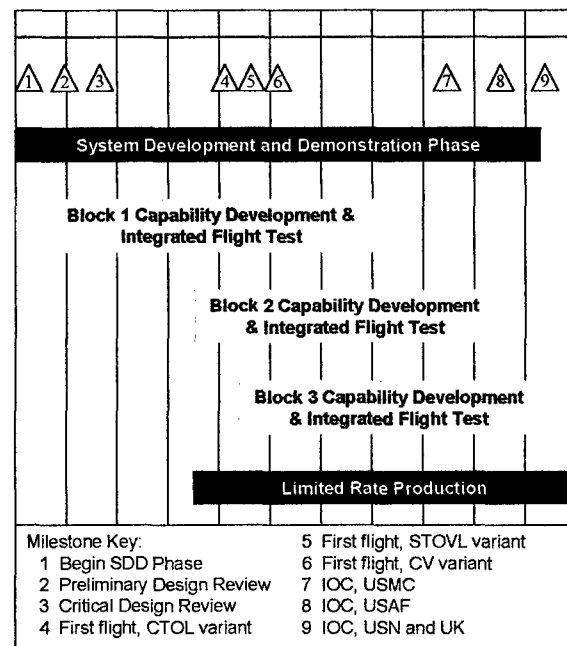 1 2 3 4 5 6 7 8 9
System Development and Demonstration Phase
Block 1 Capability Development &
Integrated Flight Test
Block 2 Capability Development
& Integrated Flight Test
Block 3 Capability Development
& Integrated Flight Test
Limited Rate Production
Milestone Key:
1 Begin SDD Phase
2 Preliminary Design Review
3 Critical Design Review
4 First flight, CTOL variant
5 First flight, STOVL variant
6 First flight, CV variant
7 IOC, USMC
8 IOC, USAF
9 IOC, USN and UK